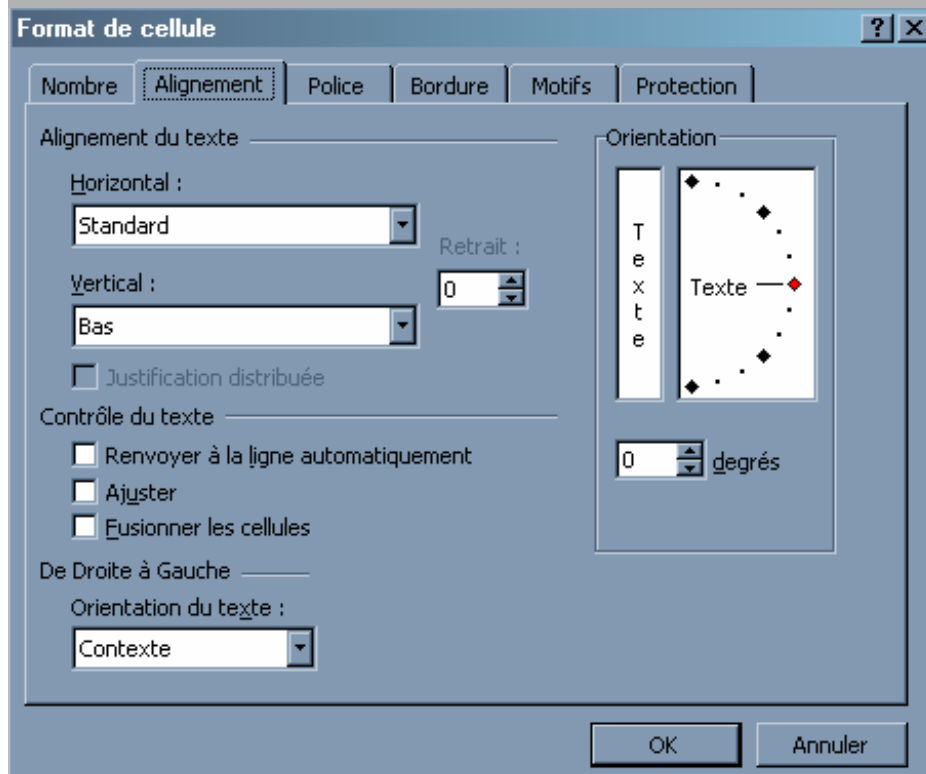 Format de cellule
Nombre Alignement Police Bordure Motifs Protection
Alignement du texte
Horizontal :
Standard
Retrait :
0
Vertical :
Bas
Justification distribuée
Contrôle du texte
Renvoyer à la ligne automatiquement
Ajuster
Fusionner les cellules
De Droite à Gauche
Orientation du texte :
Contexte
Orientation
T
e
x
t
e
Texte
0 degrés
OK Annuler